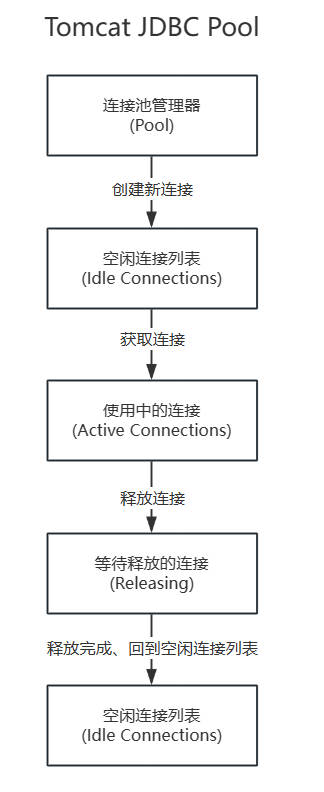 Tomcat JDBC Pool
连接池管理器
(Pool)
创建新连接
空闲连接列表
(Idle Connections)
获取连接
使用中的连接
(Active Connections)
释放连接
等待释放的连接
(Releasing)
释放完成、回到空闲连接列表
空闲连接列表
(Idle Connections)